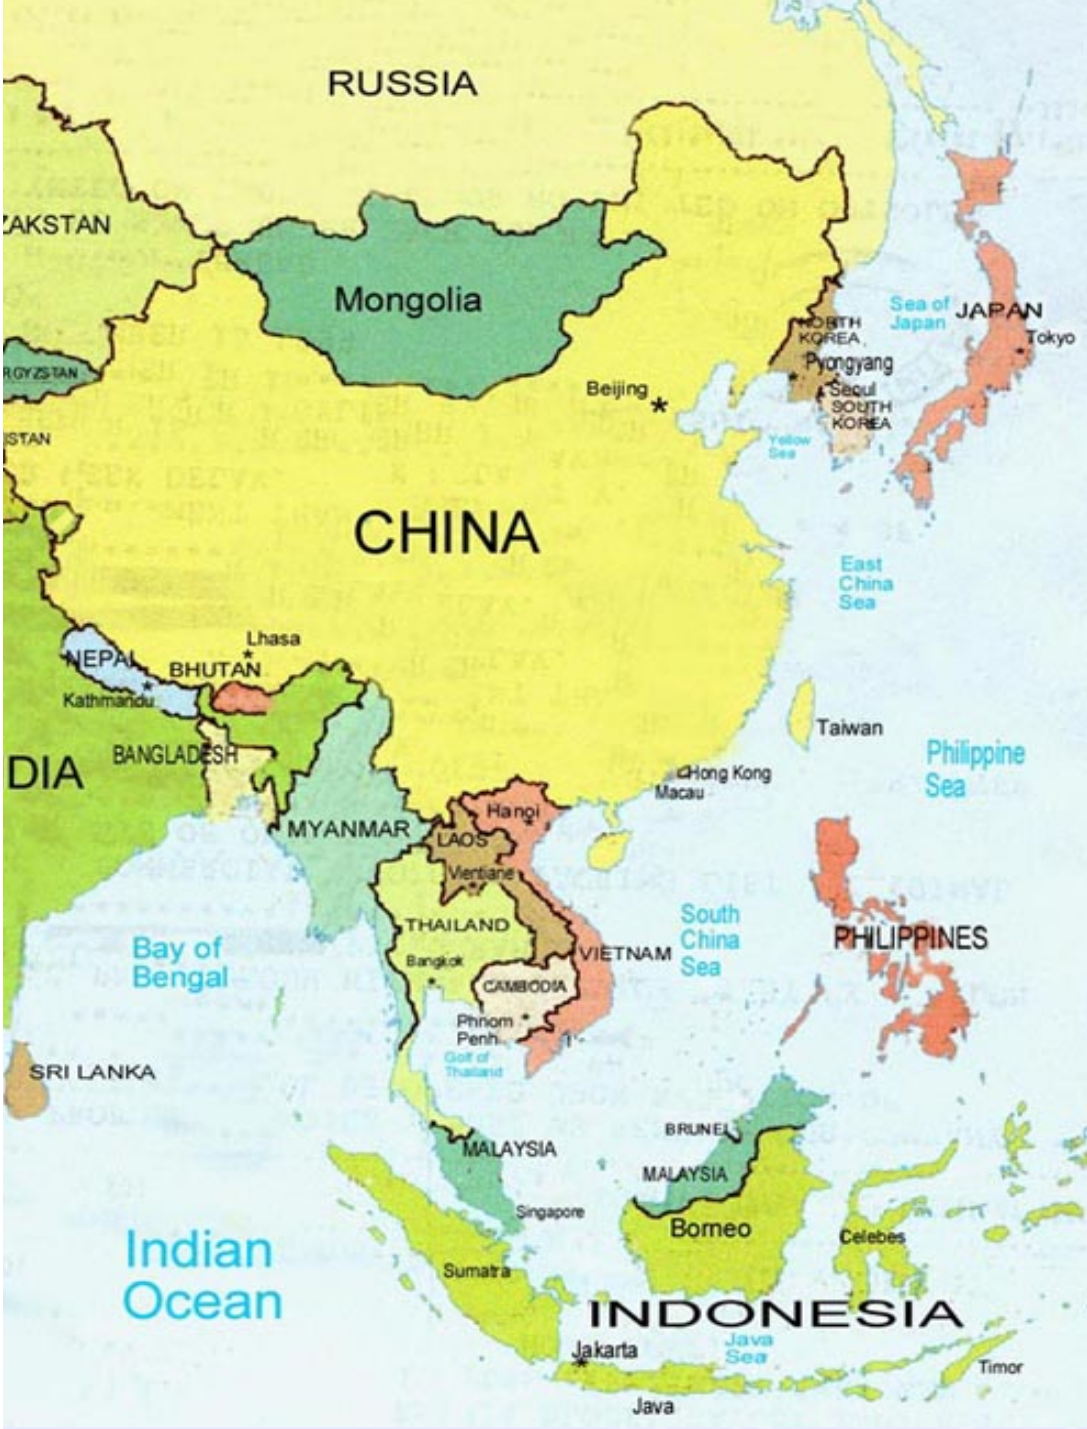 RUSSIA
ZAKSTAN
Mongolia
Sea of
Japan
JAPAN
NORTH
KOREA
Tokyo
RGYZSTAN
Pyongyang
Beijing
Seoul
SOUTH
KOREA
ISTAN
Yellow
Sea
CHINA
East
China
Sea
Lhasa
NEPAL
BHUTAN
Kathmandu
Taiwan
BANGLADESH
DIA
Philippine
Sea
Hong Kong
Macau
Hanoi
MYANMAR
LAOS
Vientiane
THAILAND
South
China
Sea
PHILIPPINES
Bay of
Bengal
VIETNAM
Bangkok
CAMBODIA
Phnom
Penh
Golf of
Thailand
SRI LANKA
BRUNEI
MALAYSIA
MALAYSIA
Singapore
Borneo
Celebes
Indian
Ocean
Sumatra
INDONESIA
Java
Sea
Jakarta
Timor
Java